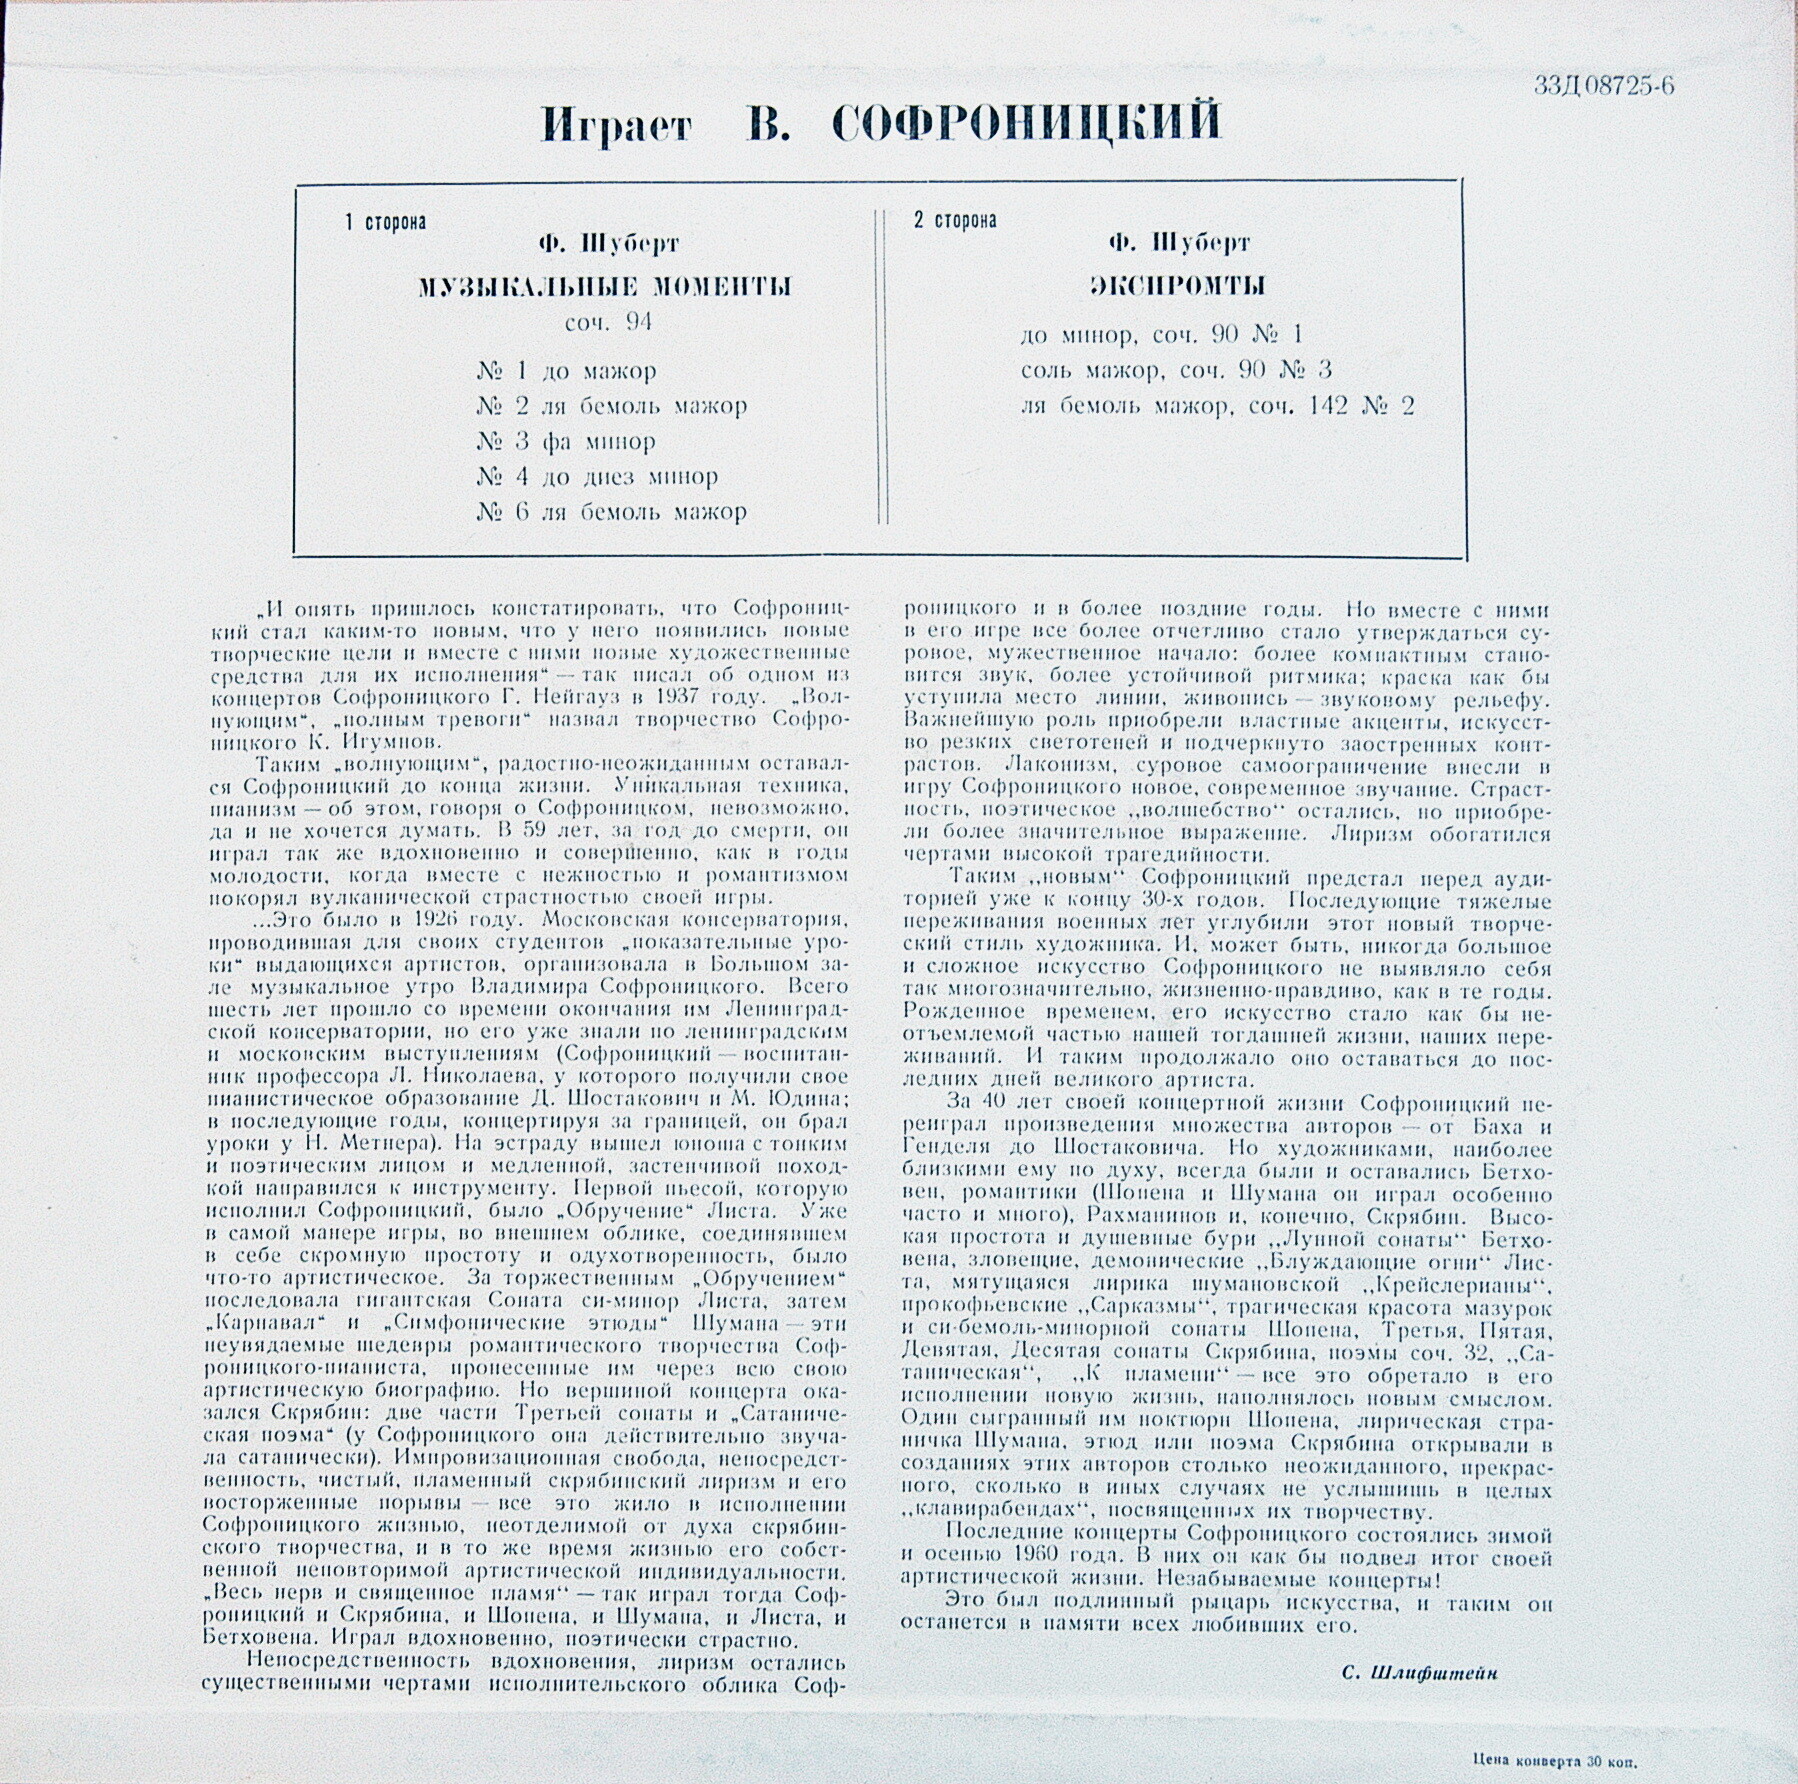 33Д08725-6
Играет В. СОФРОНИЦКИЙ
1 сторона
Ф. Шуберт
МУЗЫКАЛЬНЫЕ МОМЕНТЫ
соч. 94
№ 1 до мажор
№ 2 ля бемоль мажор
№ 3 фа минор
№ 4 до диез минор
№ 6 ля бемоль мажор
2 сторона
Ф. Шуберт
ЭКСПРОМТЫ
до минор, соч. 90 № 1
соль мажор, соч. 90 № 3
ля бемоль мажор, соч. 142 № 2
„И опять пришлось констатировать, что Софрониц-
кий стал каким-то новым, что у него появились новые
творческие цели и вместе с ними новые художественные
средства для их исполнения“ — так писал об одном из
концертов Софроницкого Г. Нейгауз в 1937 году. „Вол-
нующим“, „полным тревоги“ назвал творчество Софро-
ницкого К. Игумнов.
Таким „волнующим“, радостно-неожиданным оставал-
ся Софроницкий до конца жизни. Уникальная техника,
пианизм — об этом, говоря о Софроницком, невозможно,
да и не хочется думать. В 59 лет, за год до смерти, он
играл так же вдохновенно и совершенно, как в годы
молодости, когда вместе с нежностью и романтизмом
покорял вулканической страстностью своей игры.
...Это было в 1926 году. Московская консерватория,
проводившая для своих студентов „показательные уро-
ки“ выдающихся артистов, организовала в Большом за-
ле музыкальное утро Владимира Софроницкого. Всего
шесть лет прошло со времени окончания им Ленинград-
ской консерватории, но его уже знали по ленинградским
и московским выступлениям (Софроницкий — воспитан-
ник профессора Л. Николаева, у которого получили свое
пианистическое образование Д. Шостакович и М. Юдина;
в последующие годы, концертируя за границей, он брал
уроки у Н. Метнера). На эстраду вышел юноша с тонким
и поэтическим лицом и медленной, застенчивой поход-
кой направился к инструменту. Первой пьесой, которую
исполнил Софроницкий, было „Обручение“ Листа. Уже
в самой манере игры, во внешнем облике, соединявшем
в себе скромную простоту и одухотворенность, было
что-то артистическое. За торжественным „Обручением“
последовала гигантская Соната си-минор Листа, затем
„Карнавал“ и „Симфонические этюды“ Шумана — эти
неувядаемые шедевры романтического творчества Соф-
роницкого-пианиста, пронесенные им через всю свою
артистическую биографию. Но вершиной концерта ока-
зался Скрябин: две части Третьей сонаты и „Сатаниче-
ская поэма“ (у Софроницкого она действительно звуча-
ла сатанически). Импровизационная свобода, непосредст-
венность, чистый, пламенный скрябинский лиризм и его
восторженные порывы — все это жило в исполнении
Софроницкого жизнью, неотделимой от духа скрябин-
ского творчества, и в то же время жизнью его собст-
венной неповторимой артистической индивидуальности.
„Весь нерв и священное пламя“ — так играл тогда Соф-
роницкий и Скрябина, и Шопена, и Шумана, и Листа, и
Бетховена. Играл вдохновенно, поэтически страстно.
Непосредственность вдохновения, лиризм остались
существенными чертами исполнительского облика Соф-
роницкого и в более поздние годы. Но вместе с ними
в его игре все более отчетливо стало утверждаться су-
ровое, мужественное начало: более компактным стано-
вится звук, более устойчивой ритмика; краска как бы
уступила место линии, живопись — звуковому рельефу.
Важнейшую роль приобрели властные акценты, искусст-
во резких светотеней и подчеркнуто заостренных конт-
растов. Лаконизм, суровое самоограничение внесли в
игру Софроницкого новое, современное звучание. Страст-
ность, поэтическое „волшебство“ остались, но приобре-
ли более значительное выражение. Лиризм обогатился
чертами высокой трагедийности.
Таким „новым“ Софроницкий предстал перед ауди-
торией уже к концу 30-х годов. Последующие тяжелые
переживания военных лет углубили этот новый творче-
ский стиль художника. И, может быть, никогда большое
и сложное искусство Софроницкого не выявляло себя
так многозначительно, жизненно-правдиво, как в те годы.
Рожденное временем, его искусство стало как бы не-
отъемлемой частью нашей тогдашней жизни, наших пере-
живаний. И таким продолжало оно оставаться до пос-
ледних дней великого артиста.
За 40 лет своей концертной жизни Софроницкий пе-
реиграл произведения множества авторов — от Баха и
Генделя до Шостаковича. Но художниками, наиболее
близкими ему по духу, всегда были и оставались Бетхо-
вен, романтики (Шопена и Шумана он играл особенно
часто и много), Рахманинов и, конечно, Скрябин. Высо-
кая простота и душевные бури „Лунной сонаты“ Бетхо-
вена, зловещие, демонические „Блуждающие огни“ Лис-
та, мятущаяся лирика шумановской „Крейслерианы“,
прокофьевские „Сарказмы“, трагическая красота мазурок
и си-бемоль-минорной сонаты Шопена, Третья, Пятая,
Девятая, Десятая сонаты Скрябина, поэмы соч. 32, „Са-
таническая“, „К пламени“ — все это обретало в его
исполнении новую жизнь, наполнялось новым смыслом.
Один сыгранный им ноктюрн Шопена, лирическая стра-
ничка Шумана, этюд или поэма Скрябина открывали в
созданиях этих авторов столько неожиданного, прекрас-
ного, сколько в иных случаях не услышишь в целых
„клавирабендах“, посвященных их творчеству.
Последние концерты Софроницкого состоялись зимой
и осенью 1960 года. В них он как бы подвел итог своей
артистической жизни. Незабываемые концерты!
Это был подлинный рыцарь искусства, и таким он
останется в памяти всех любивших его.
С. Шлифштейн
Цена конверта 30 коп.